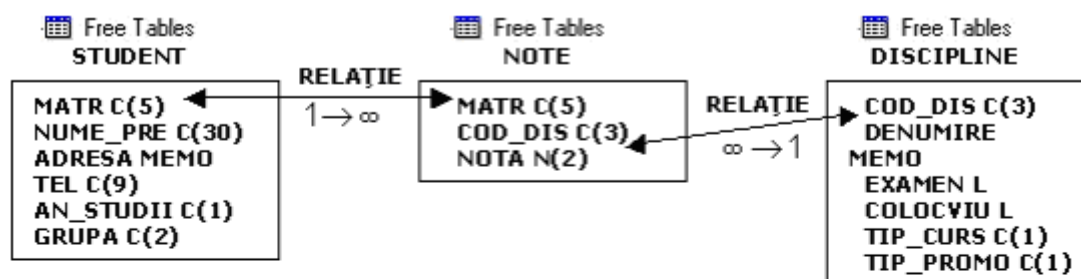 Free Tables
STUDENT
MATR C(5)
NUME_PRE C(30)
ADRESA MEMO
TEL C(9)
AN_STUDII C(1)
GRUPA C(2)
RELAŢIE
1→∞
Free Tables
NOTE
MATR C(5)
COD_DIS C(3)
NOTA N(2)
RELAŢIE
∞→1
Free Tables
DISCIPLINE
COD_DIS C(3)
DENUMIRE
MEMO
EXAMEN L
COLOCVIU L
TIP_CURS C(1)
TIP_PROMO C(1)